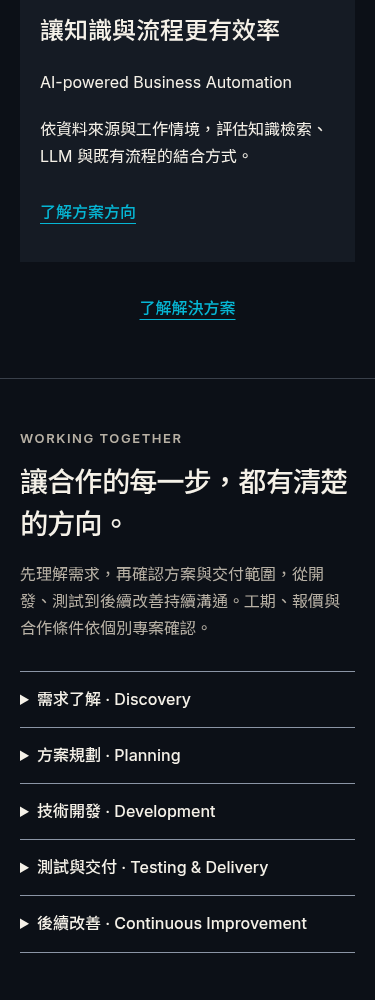 讓知識與流程更有效率
AI-powered Business Automation
依資料來源與工作情境，評估知識檢索、
LLM 與既有流程的結合方式。
了解方案方向
了解解決方案
WORKING TOGETHER
讓合作的每一步，都有清楚
的方向。
先理解需求，再確認方案與交付範圍，從開
發、測試到後續改善持續溝通。工期、報價與
合作條件依個別專案確認。
▶ 需求了解 · Discovery
▶ 方案規劃 · Planning
▶ 技術開發 · Development
▶ 測試與交付 · Testing & Delivery
▶ 後續改善 · Continuous Improvement